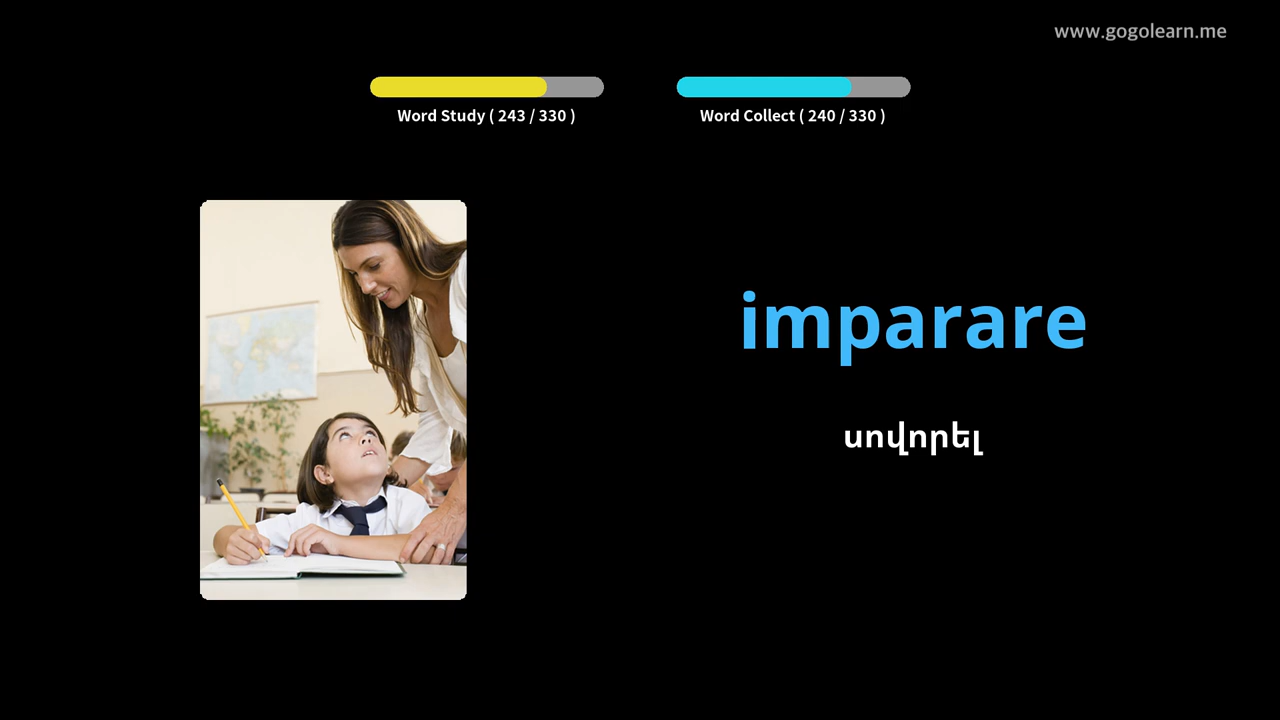 www.gogolearn.me
Word Study ( 243 / 330 )
Word Collect ( 240 / 330 )
imparare
սովորել